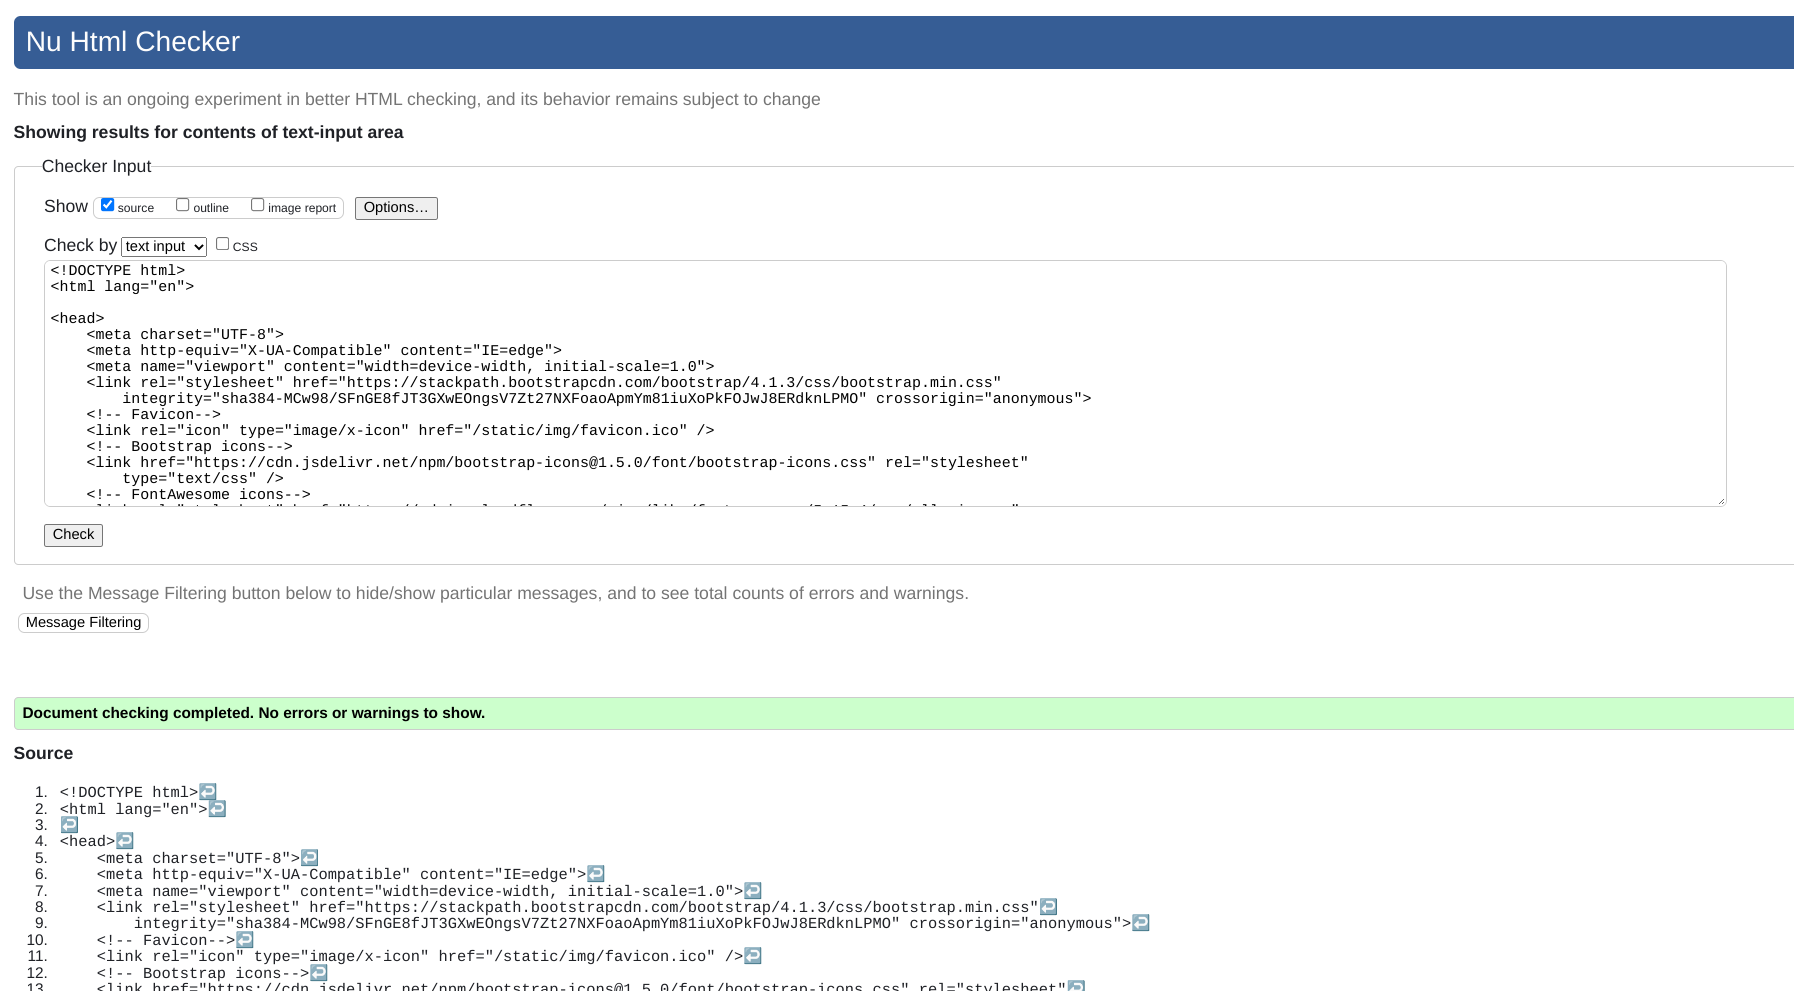 Nu Html Checker
This tool is an ongoing experiment in better HTML checking, and its behavior remains subject to change
Showing results for contents of text-input area
Checker Input
Show source outline image report Options…
Check by text input CSS
<!DOCTYPE html>
<html lang="en">
<head>
    <meta charset="UTF-8">
    <meta http-equiv="X-UA-Compatible" content="IE=edge">
    <meta name="viewport" content="width=device-width, initial-scale=1.0">
    <link rel="stylesheet" href="https://stackpath.bootstrapcdn.com/bootstrap/4.1.3/css/bootstrap.min.css"
        integrity="sha384-MCw98/SFnGE8fJT3GXwEOngsV7Zt27NXFoaoApmYm81iuXoPkFOJwJ8ERdknLPMO" crossorigin="anonymous">
    <!-- Favicon-->
    <link rel="icon" type="image/x-icon" href="/static/img/favicon.ico" />
    <!-- Bootstrap icons-->
    <link href="https://cdn.jsdelivr.net/npm/bootstrap-icons@1.5.0/font/bootstrap-icons.css" rel="stylesheet"
        type="text/css" />
    <!-- FontAwesome icons-->
Check
Use the Message Filtering button below to hide/show particular messages, and to see total counts of errors and warnings.
Message Filtering
Document checking completed. No errors or warnings to show.
Source
1. <!DOCTYPE html>↩
2. <html lang="en">↩
3. ↩
4. <head>↩
5.     <meta charset="UTF-8">↩
6.     <meta http-equiv="X-UA-Compatible" content="IE=edge">↩
7.     <meta name="viewport" content="width=device-width, initial-scale=1.0">↩
8.     <link rel="stylesheet" href="https://stackpath.bootstrapcdn.com/bootstrap/4.1.3/css/bootstrap.min.css"↩
9.         integrity="sha384-MCw98/SFnGE8fJT3GXwEOngsV7Zt27NXFoaoApmYm81iuXoPkFOJwJ8ERdknLPMO" crossorigin="anonymous">↩
10.     <!-- Favicon-->↩
11.     <link rel="icon" type="image/x-icon" href="/static/img/favicon.ico" />↩
12.     <!-- Bootstrap icons-->↩
13.     <link href="https://cdn.jsdelivr.net/npm/bootstrap-icons@1.5.0/font/bootstrap-icons.css" rel="stylesheet"↩